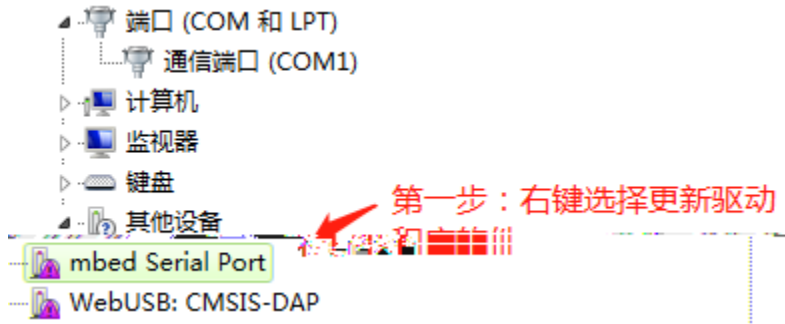 端口 (COM 和 LPT)
通信端口 (COM1)
计算机
监视器
键盘
第一步：右键选择更新驱动
其他设备
mbed Serial Port
WebUSB: CMSIS-DAP